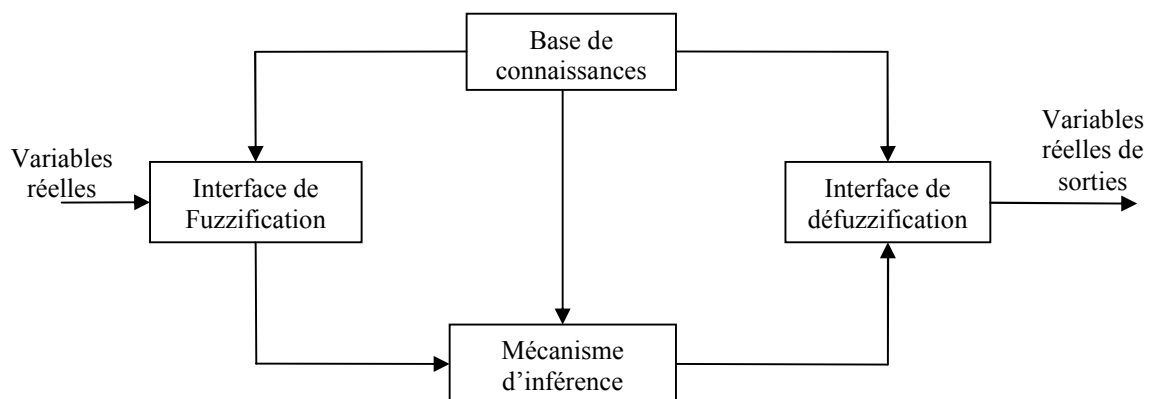 Base de
connaissances
Variables
réelles
Interface de
Fuzzification
Interface de
défuzzification
Variables
réelles de
sorties
Mécanisme
d’inférence